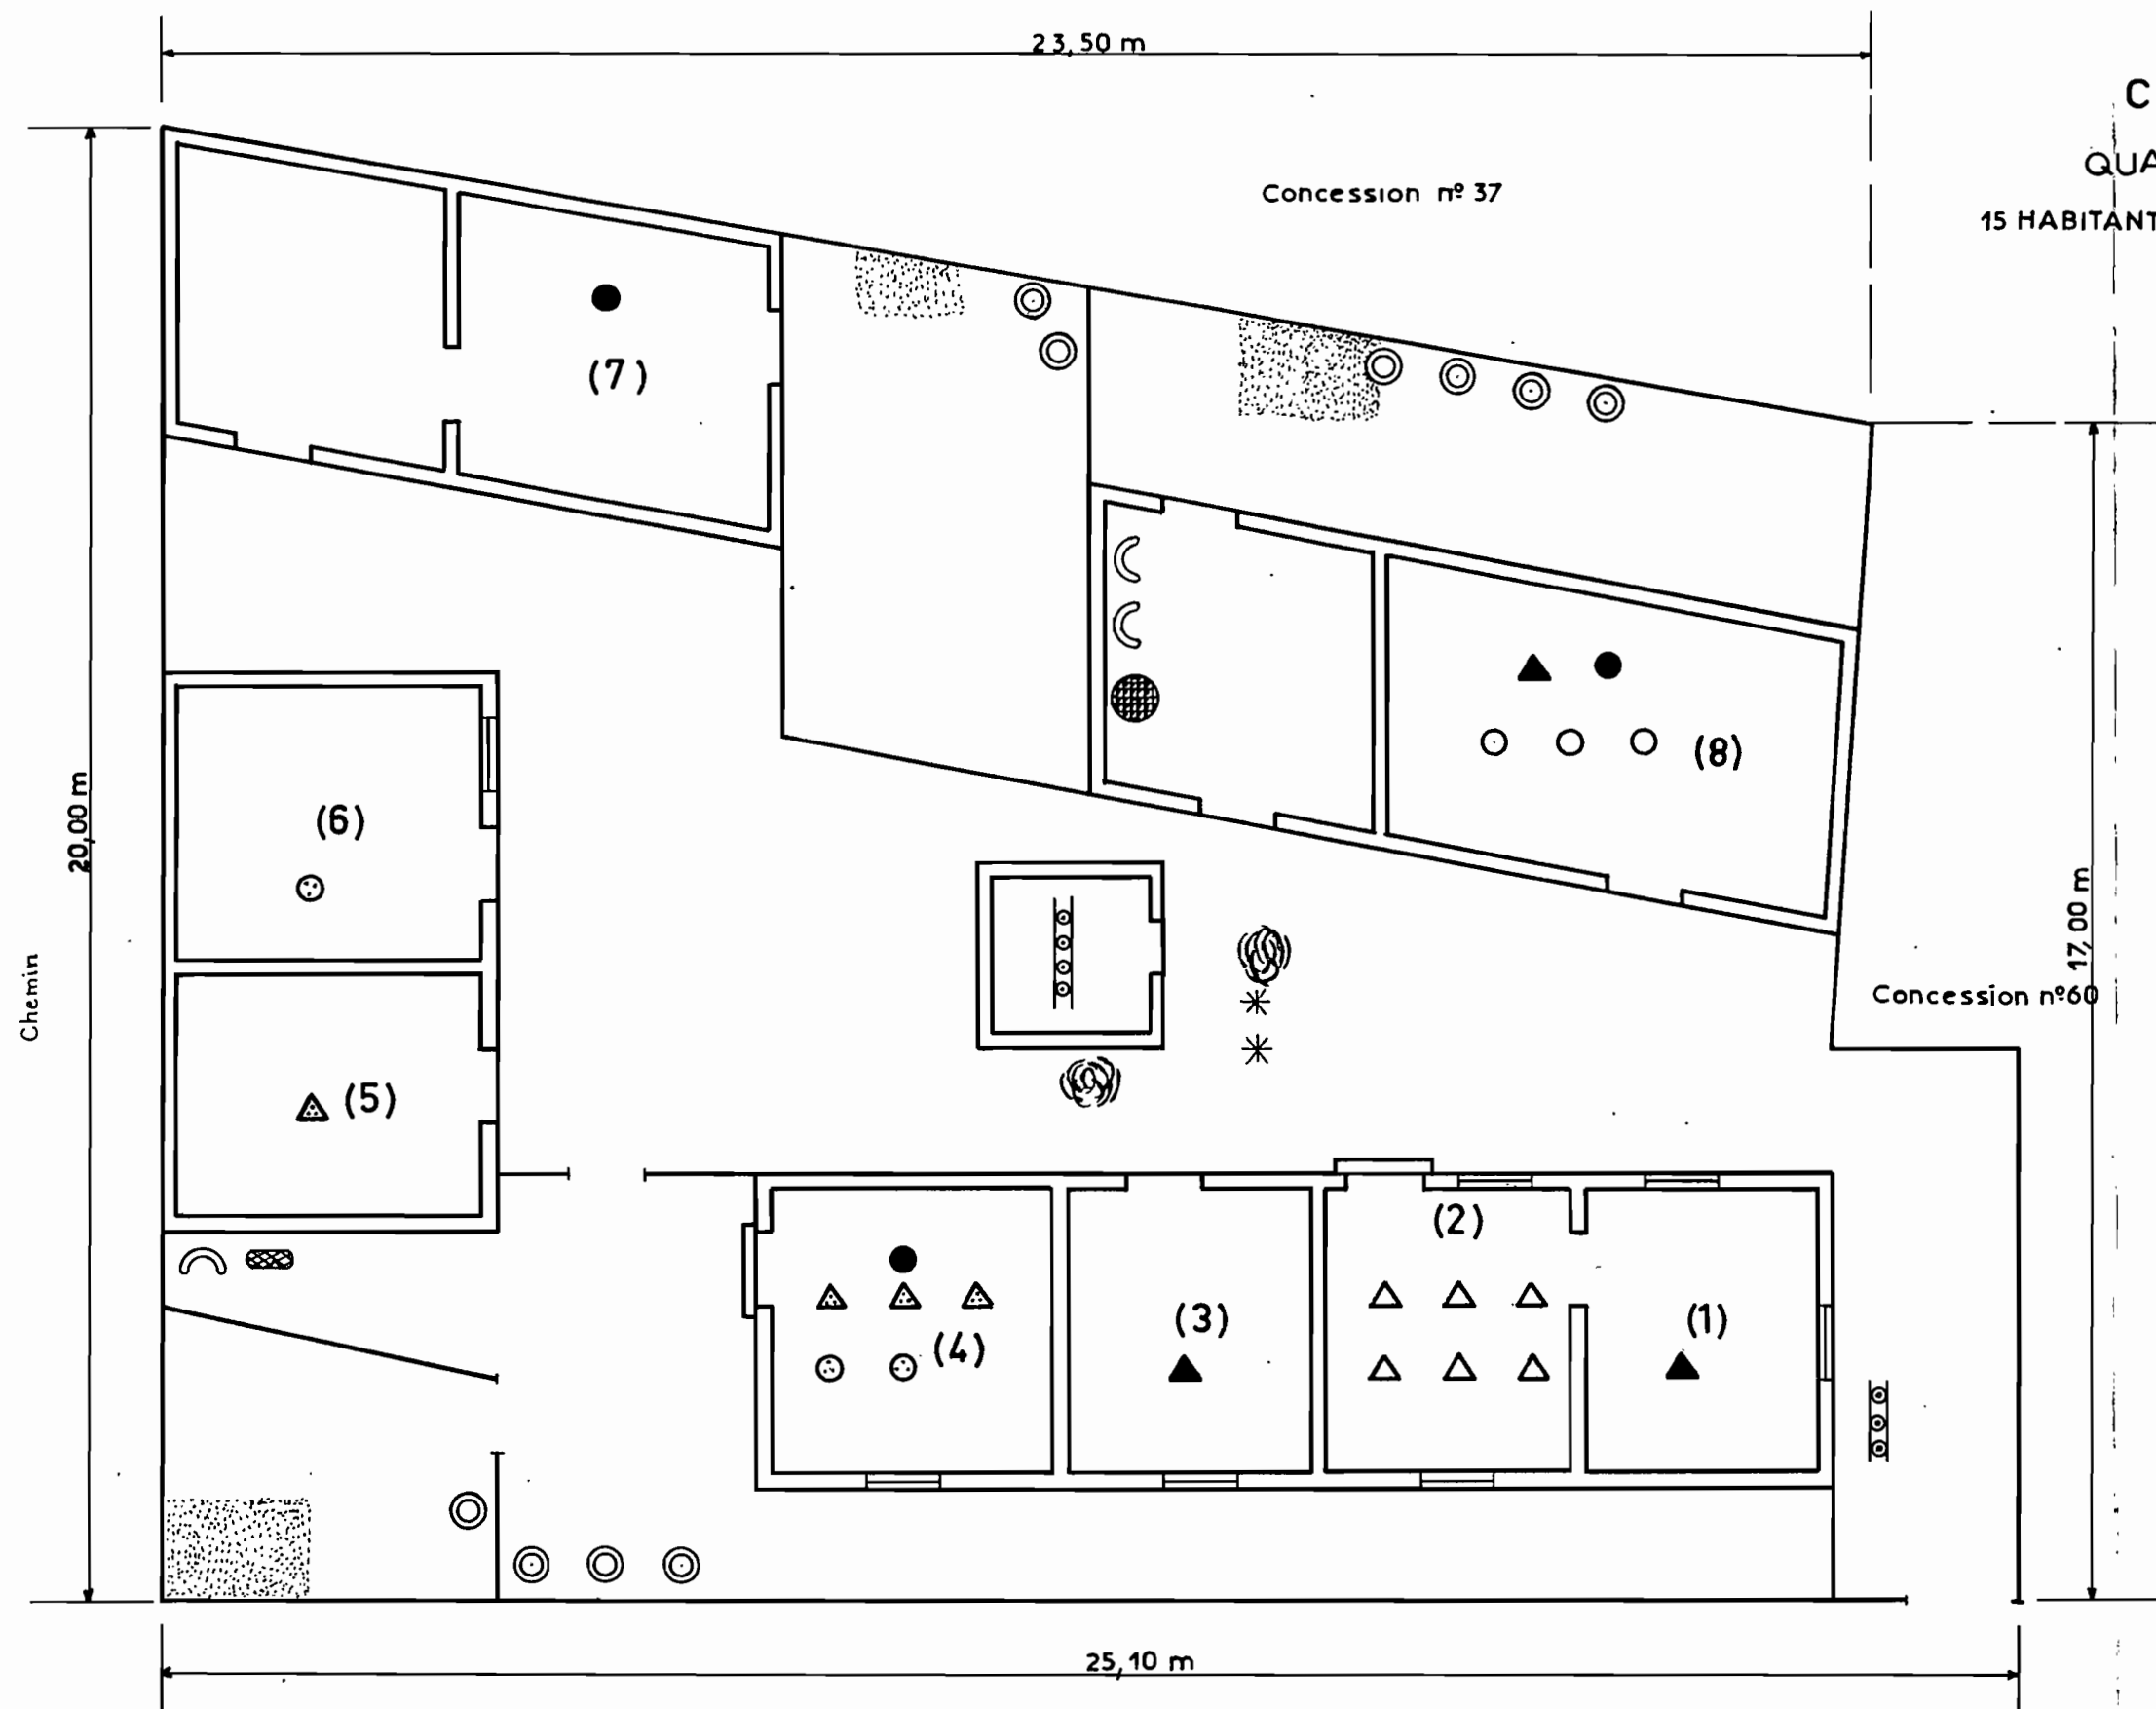 23,50 m
C
QUA
Concession nº 37
15 HABITANT
(7)
(8)
(6)
20,00 m
17,00 m
Chemin
Concession nº60
(5)
(2)
(3)
(1)
(4)
25,10 m